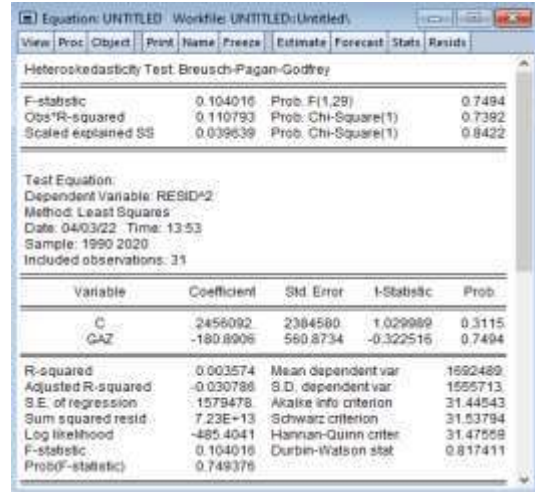 Equation: UNTITLED Workfile: UNTITLED::Untitled\
View Proc Object Print Name Freeze Estimate Forecast Stats Resids
Heteroskedasticity Test: Breusch-Pagan-Godfrey
F-statistic 0.104016 Prob. F(1,29) 0.7494
Obs*R-squared 0.110793 Prob. Chi-Square(1) 0.7392
Scaled explained SS 0.039639 Prob. Chi-Square(1) 0.8422
Test Equation:
Dependent Variable: RESID^2
Method: Least Squares
Date: 04/03/22 Time: 13:53
Sample: 1990 2020
Included observations: 31
Variable Coefficient Std. Error t-Statistic Prob.
C 2456092. 2384580. 1.029989 0.3115
GAZ -180.8906 560.8734 -0.322516 0.7494
R-squared 0.003574 Mean dependent var 1692489.
Adjusted R-squared -0.030786 S.D. dependent var 1555713.
S.E. of regression 1579478. Akaike info criterion 31.44543
Sum squared resid 7.23E+13 Schwarz criterion 31.53794
Log likelihood -485.4041 Hannan-Quinn criter. 31.47559
F-statistic 0.104016 Durbin-Watson stat 0.817411
Prob(F-statistic) 0.749376